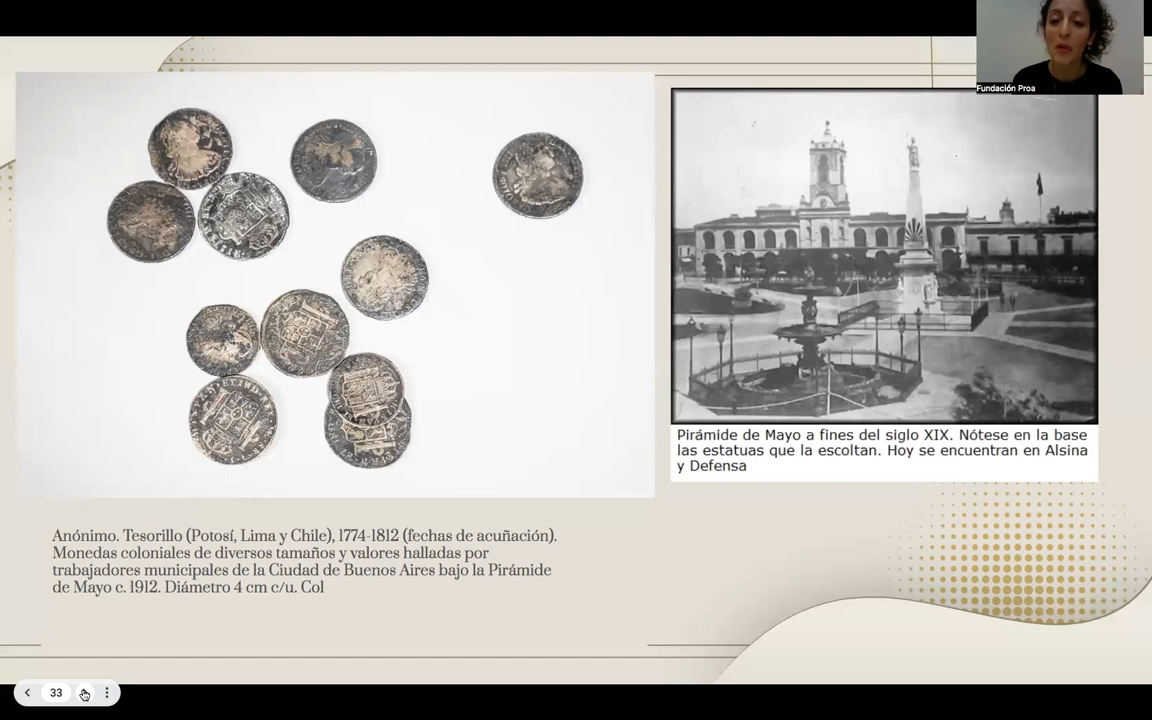 Fundación Proa
Pirámide de Mayo a fines del siglo XIX. Nótese en la base
las estatuas que la escoltan. Hoy se encuentran en Alsina
y Defensa
Anónimo. Tesorillo (Potosí, Lima y Chile), 1774-1812 (fechas de acuñación).
Monedas coloniales de diversos tamaños y valores halladas por
trabajadores municipales de la Ciudad de Buenos Aires bajo la Pirámide
de Mayo c. 1912. Diámetro 4 cm c/u. Col
33